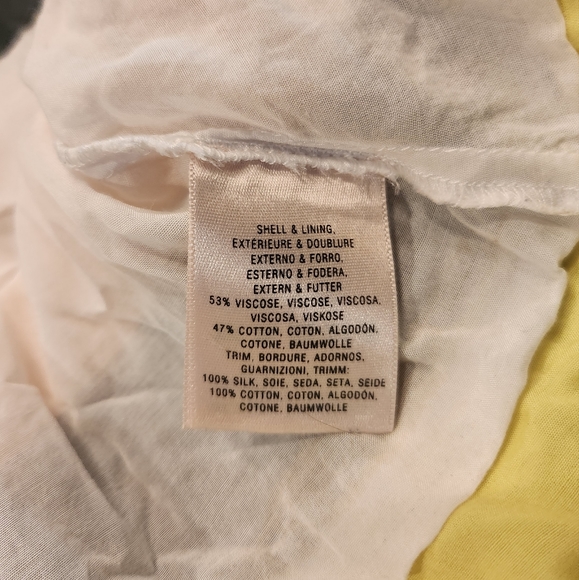 SHELL & LINING,
EXTÉRIEURE & DOUBLURE
EXTERNO & FORRO,
ESTERNO & FODERA,
EXTERN & FUTTER
53% VISCOSE, VISCOSE, VISCOSA,
VISCOSA, VISKOSE
47% COTTON, COTON, ALGODÓN,
COTONE, BAUMWOLLE
TRIM, BORDURE, ADORNOS,
GUARNIZIONI, TRIMM:
100% SILK, SOIE, SEDA, SETA, SEIDE
100% COTTON, COTON, ALGODÓN,
COTONE, BAUMWOLLE